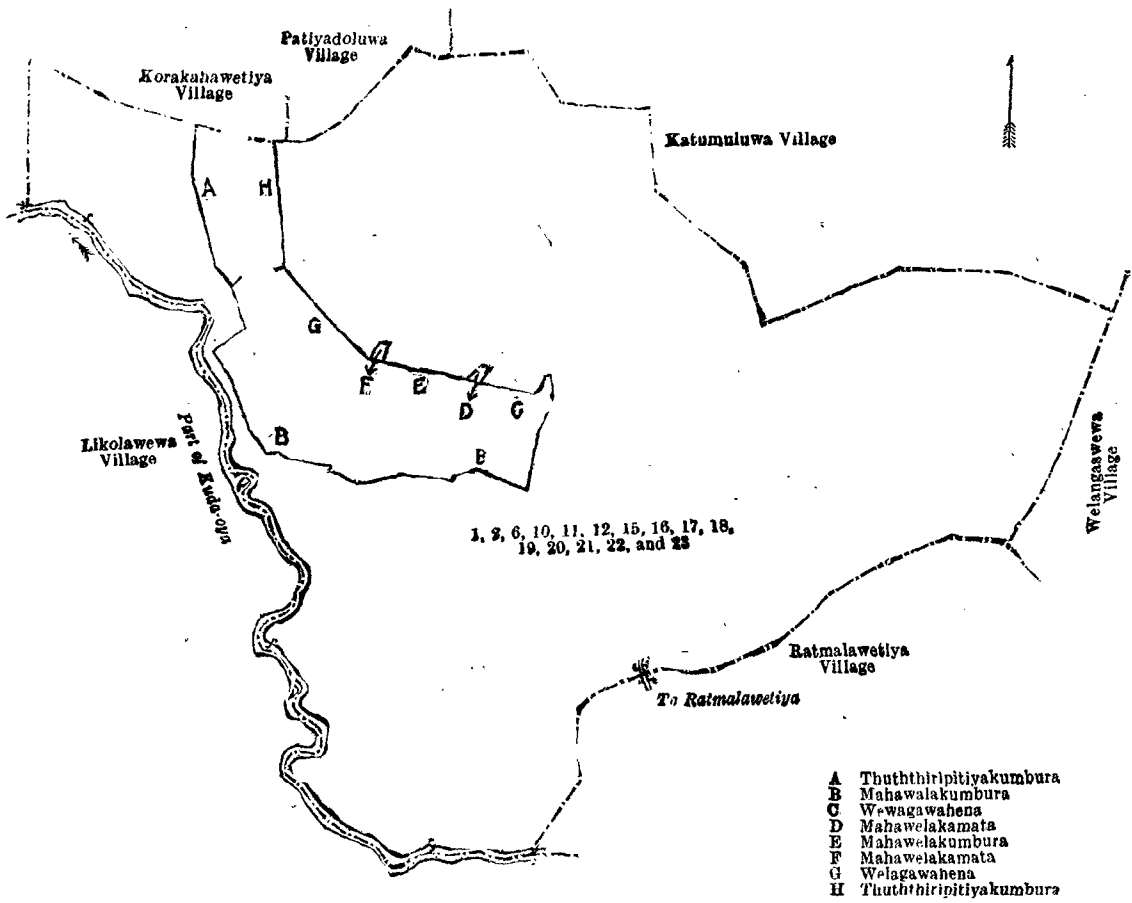 Patiyadoluwa
Village
Korakahawetiya
Village
Katumuluwa Village
A
H
G
F
E
D
C
B
B
Likolawewa
Village
Part of Kuda-oya
Welangaswewa
Village
1, 2, 6, 10, 11, 12, 15, 16, 17, 18,
19, 20, 21, 22, and 23
Ratmalawetiya
Village
To Ratmalawetiya
A Thuththiripitiyakumbura
B Mahawalakumbura
C Wewagawahena
D Mahawelakamata
E Mahawelakumbura
F Mahawelakamata
G Welagawahena
H Thuththiripitiyakumbura